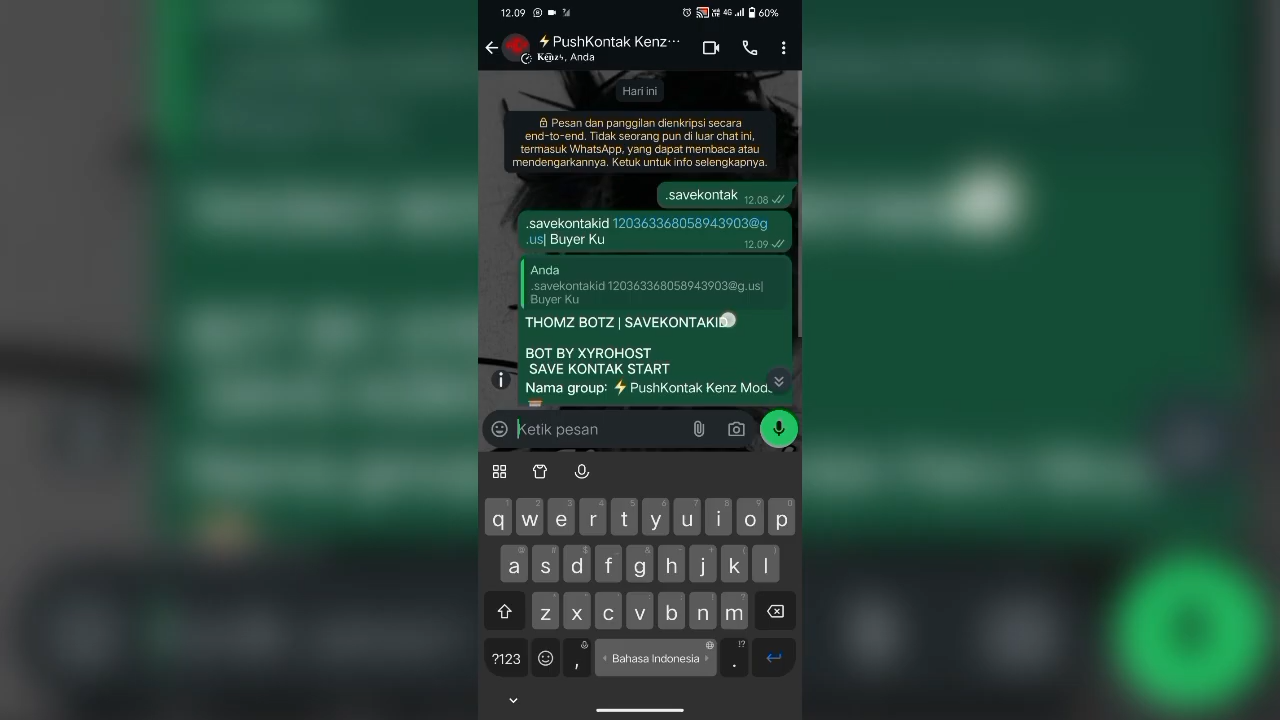 12.09
4G 60%
⚡PushKontak Kenz...
Kenz, Anda
Hari ini
Pesan dan panggilan dienkripsi secara
end-to-end. Tidak seorang pun di luar chat ini,
termasuk WhatsApp, yang dapat membaca atau
mendengarkannya. Ketuk untuk info selengkapnya.
.savekontak 12.08
.savekontakid 120363368058943903@g
.us| Buyer Ku
12.09
Anda
.savekontakid 120363368058943903@g.us|
Buyer Ku
THOMZ BOTZ | SAVEKONTAKID
BOT BY XYROHOST
SAVE KONTAK START
Nama group: ⚡PushKontak Kenz Mods
Ketik pesan
q w e r t y u i o p
a s d f g h j k l
z x c v b n m
?123 , Bahasa Indonesia .